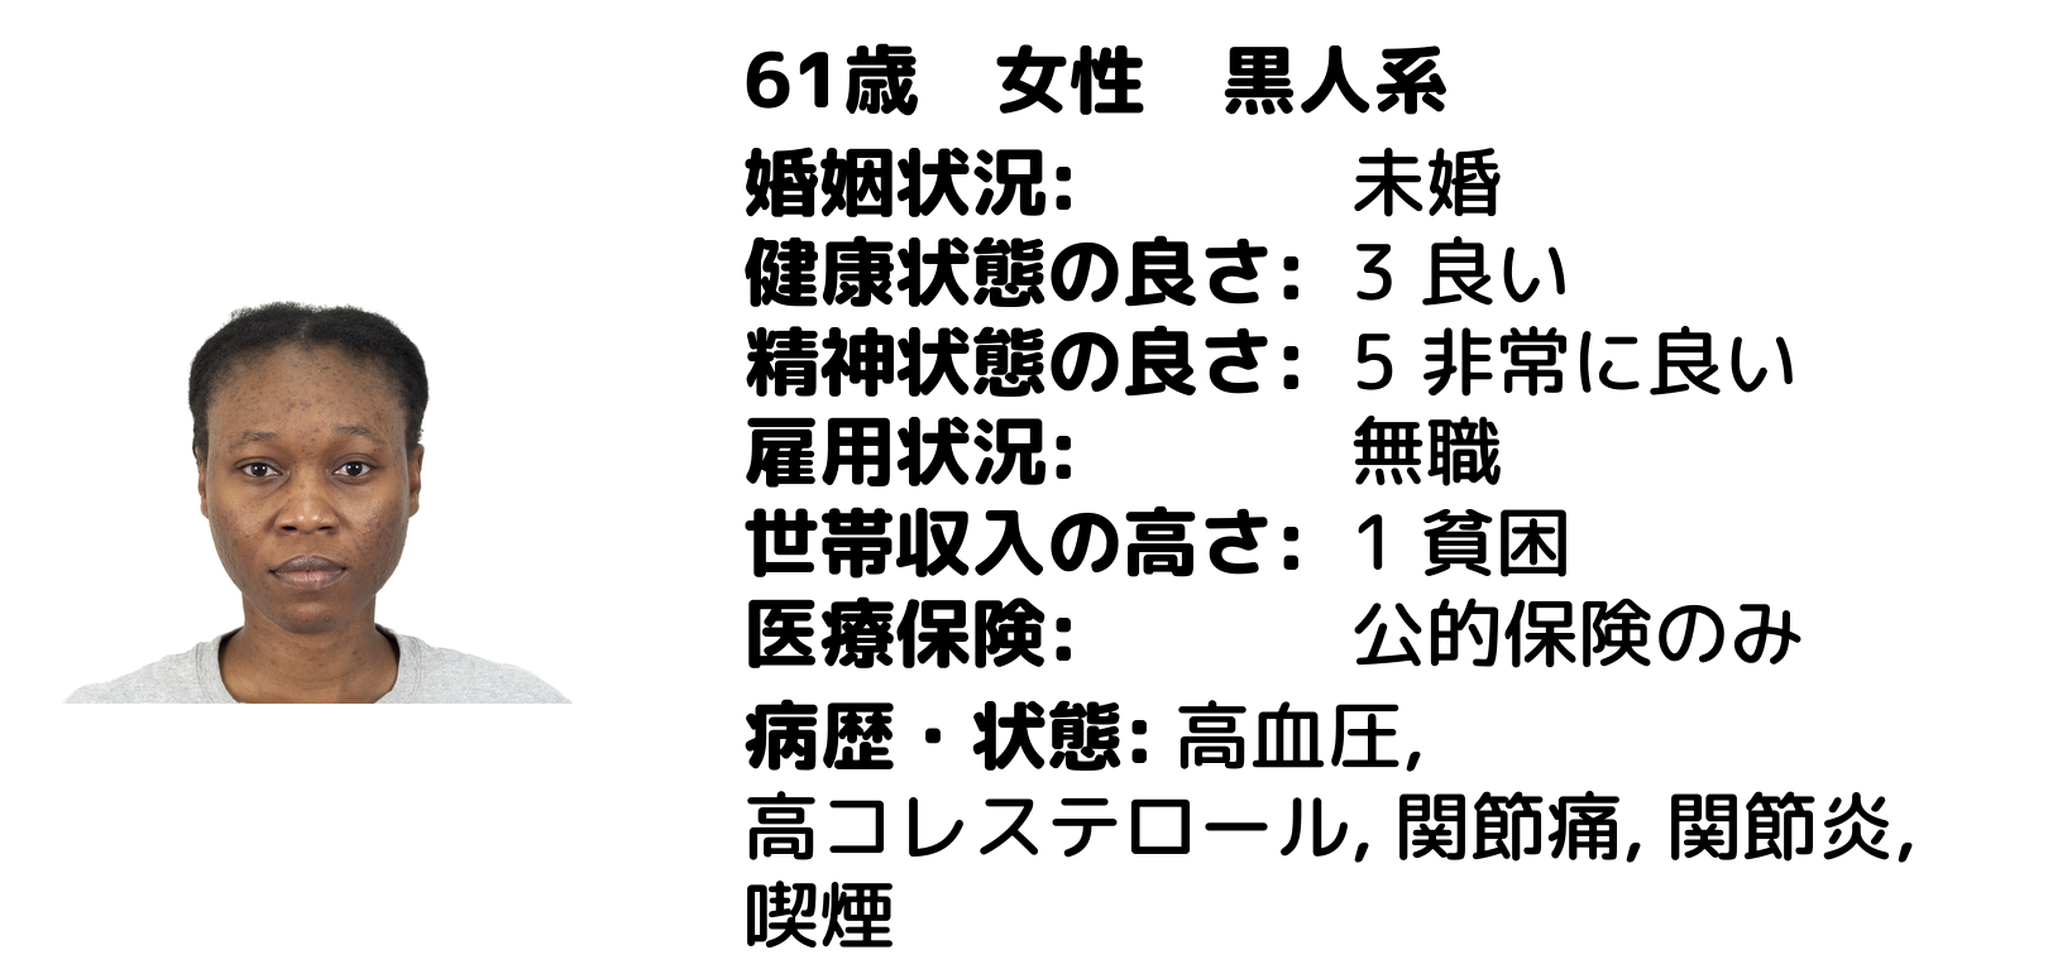 61歳　女性　黒人系
婚姻状況: 未婚
健康状態の良さ: 3 良い
精神状態の良さ: 5 非常に良い
雇用状況: 無職
世帯収入の高さ: 1 貧困
医療保険: 公的保険のみ
病歴・状態: 高血圧,
高コレステロール, 関節痛, 関節炎,
喫煙